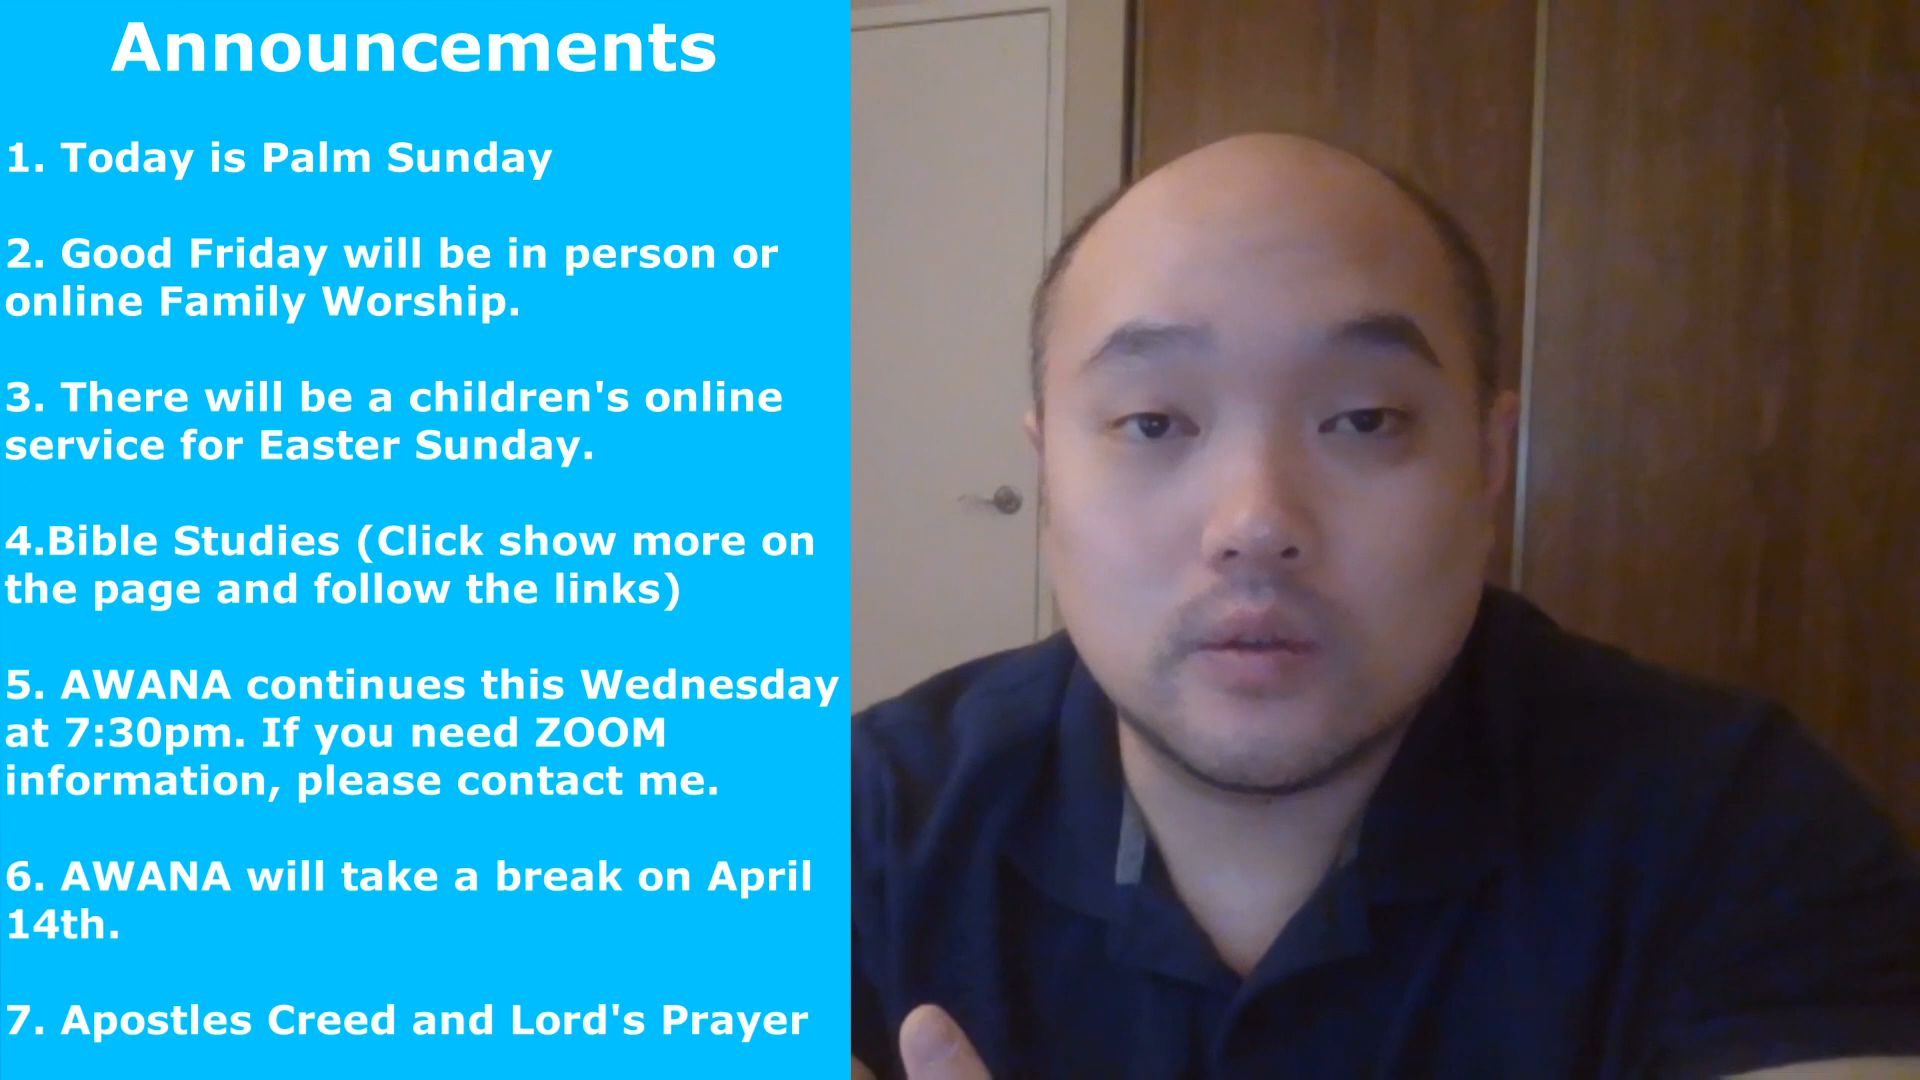 Announcements
1. Today is Palm Sunday
2. Good Friday will be in person or
online Family Worship.
3. There will be a children's online
service for Easter Sunday.
4.Bible Studies (Click show more on
the page and follow the links)
5. AWANA continues this Wednesday
at 7:30pm. If you need ZOOM
information, please contact me.
6. AWANA will take a break on April
14th.
7. Apostles Creed and Lord's Prayer